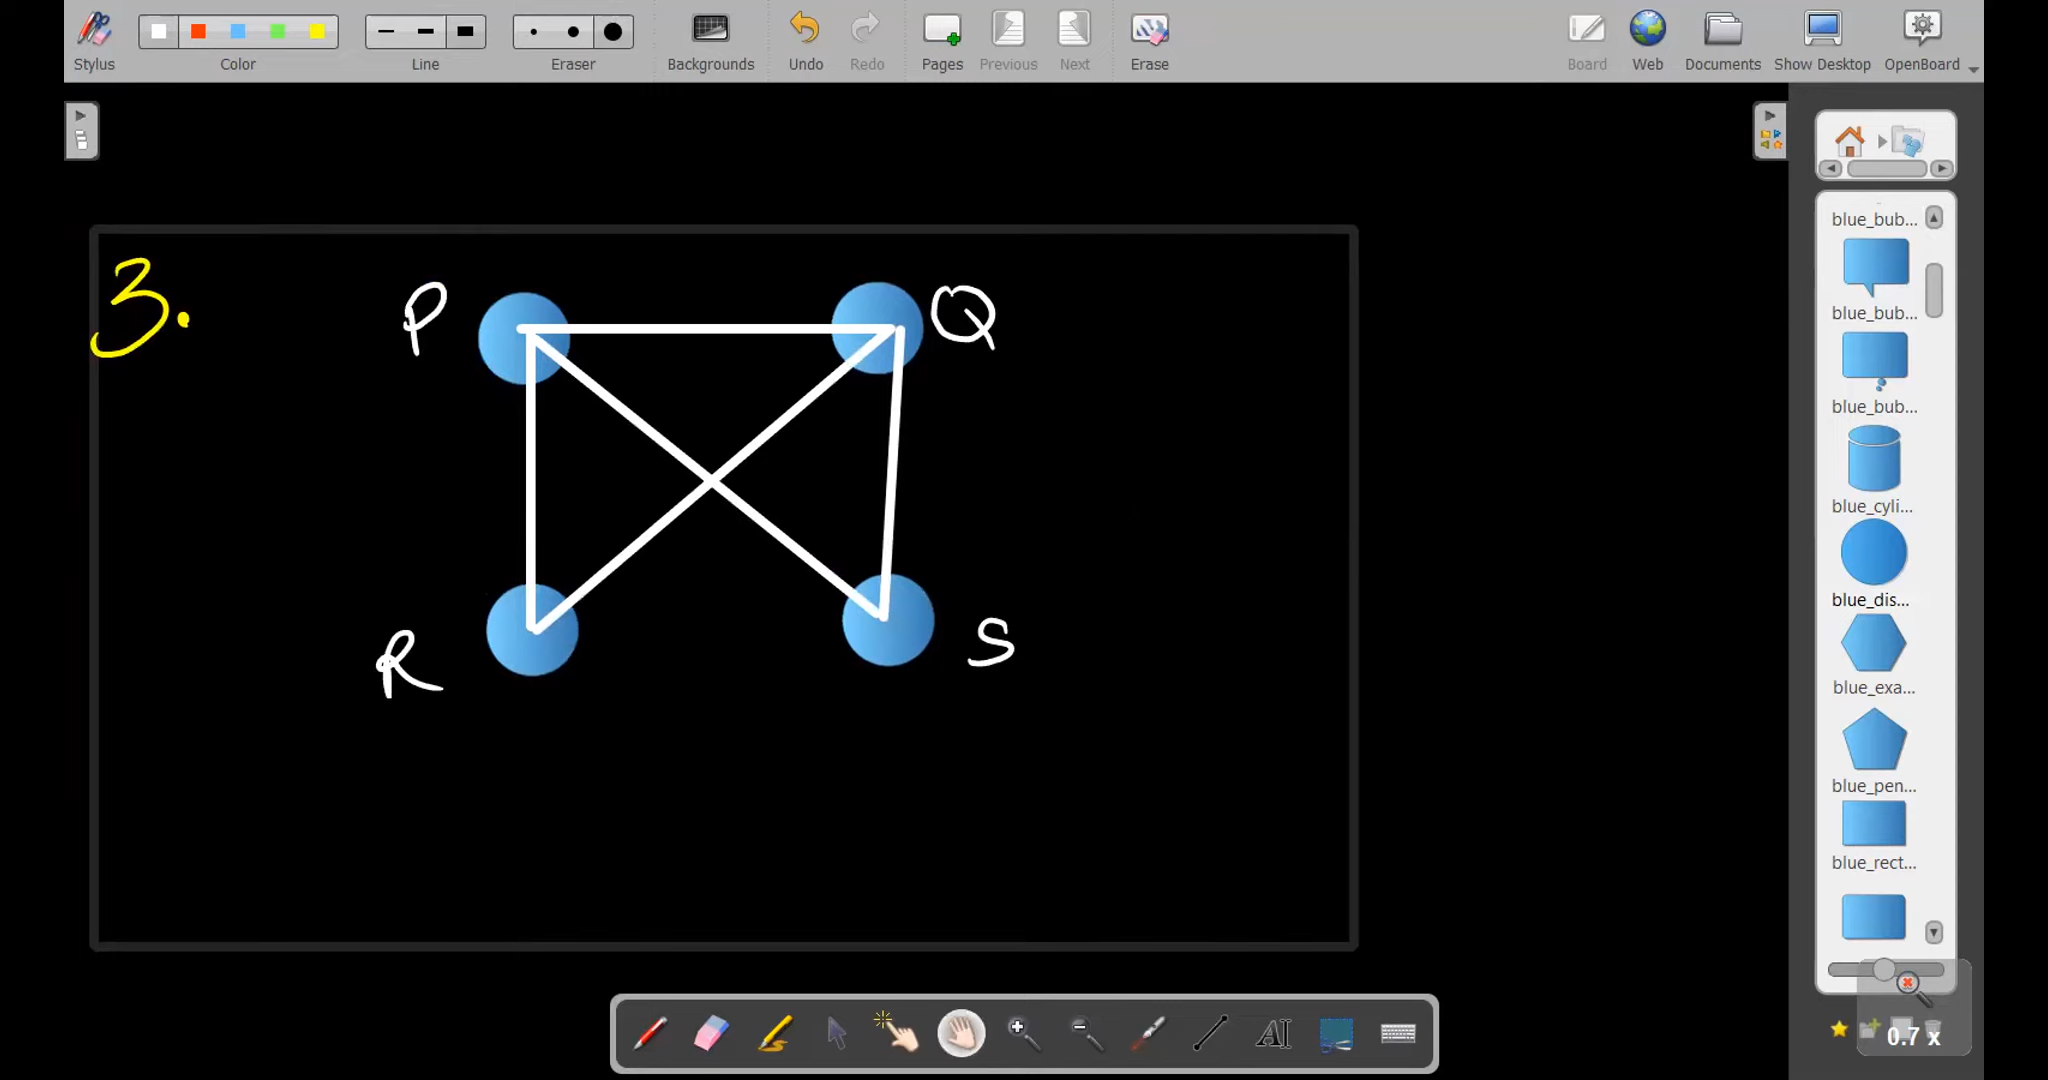 Stylus
Color
Line
Eraser
Backgrounds
Undo
Redo
Pages
Previous
Next
Erase
Board
Web
Documents
Show Desktop
OpenBoard
3.
P
Q
R
S
blue_bub...
blue_bub...
blue_bub...
blue_cyli...
blue_dis...
blue_exa...
blue_pen...
blue_rect...
AI
0.7 x